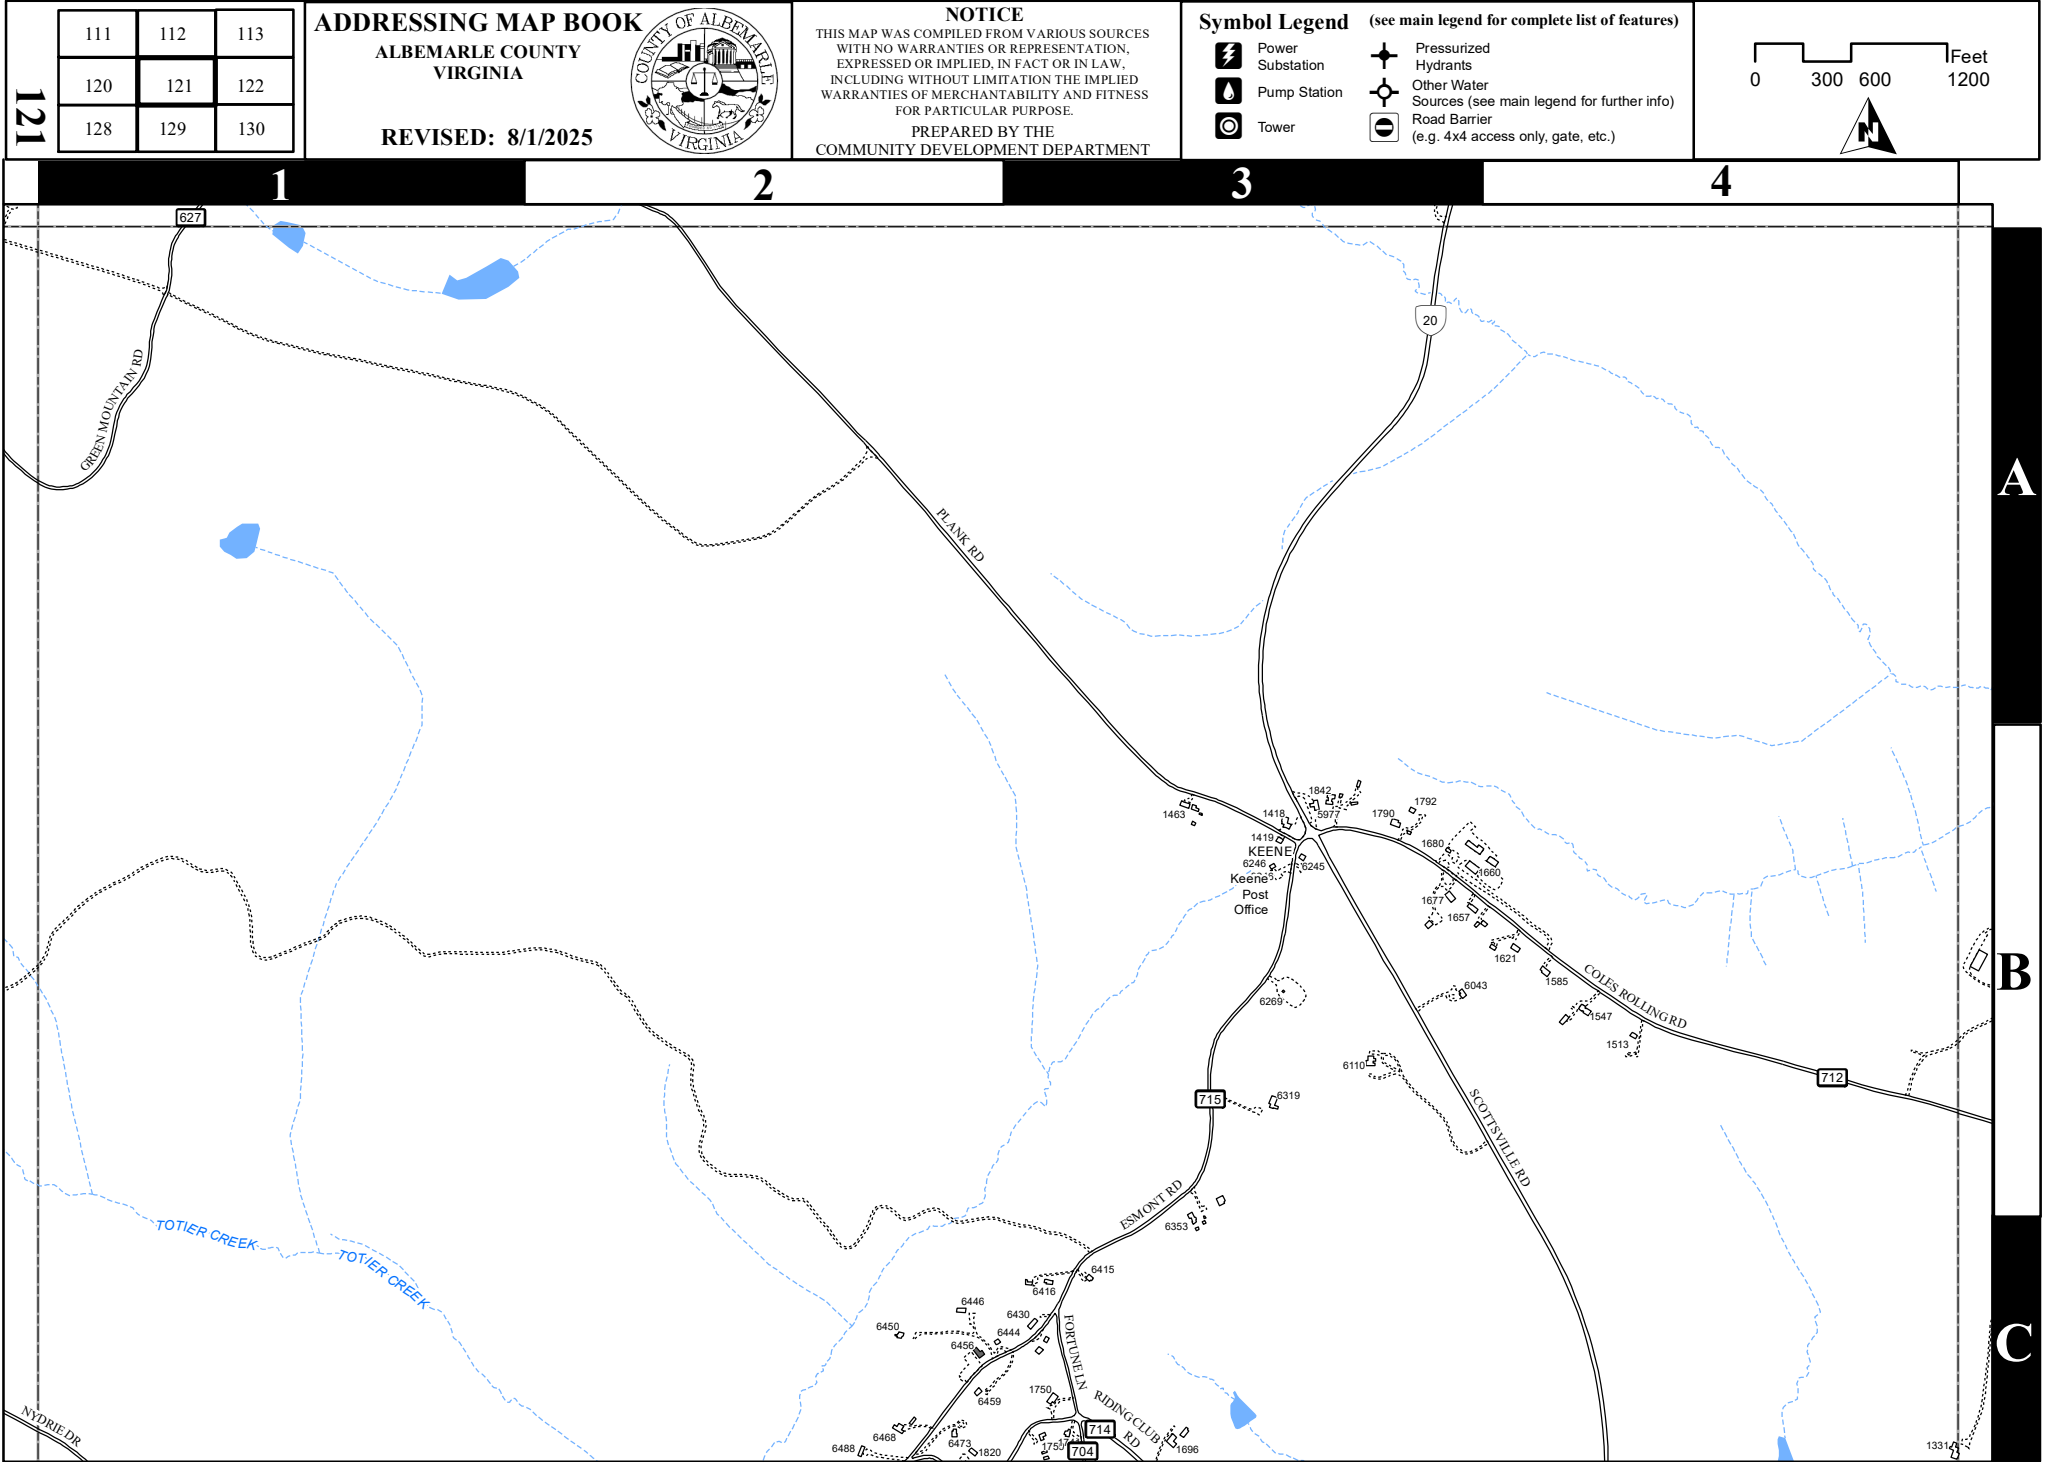 111 112 113
120 121 122
128 129 130
121
ADDRESSING MAP BOOK
ALBEMARLE COUNTY
VIRGINIA
REVISED: 8/1/2025
COUNTY OF ALBEMARLE
VIRGINIA
NOTICE
THIS MAP WAS COMPILED FROM VARIOUS SOURCES
WITH NO WARRANTIES OR REPRESENTATION,
EXPRESSED OR IMPLIED, IN FACT OR IN LAW,
INCLUDING WITHOUT LIMITATION THE IMPLIED
WARRANTIES OF MERCHANTABILITY AND FITNESS
FOR PARTICULAR PURPOSE.
PREPARED BY THE
COMMUNITY DEVELOPMENT DEPARTMENT
Symbol Legend (see main legend for complete list of features)
Power
Substation
Pump Station
Tower
Pressurized
Hydrants
Other Water
Sources (see main legend for further info)
Road Barrier
(e.g. 4x4 access only, gate, etc.)
Feet
0 300 600 1200
N
1 2 3 4
A
B
C
627
GREEN MOUNTAIN RD
20
PLANK RD
1463
1418
1419
1842
5977
1790
1792
KEENE
6246
6245
Keene
Post
Office
1680
1660
1677
1657
1621
1585
COLES ROLLING RD
1547
1513
712
6269
6043
6110
715
6319
SCOTTSVILLE RD
ESMONT RD
6353
TOTIER CREEK
TOTIER CREEK
6415
6416
6446
6430
6450
6444
6456
FORTUNE LN
6459
1750
RIDING CLUB
RD
714
704
6468
6488
6473
1820
1696
1331
NYDRIE DR